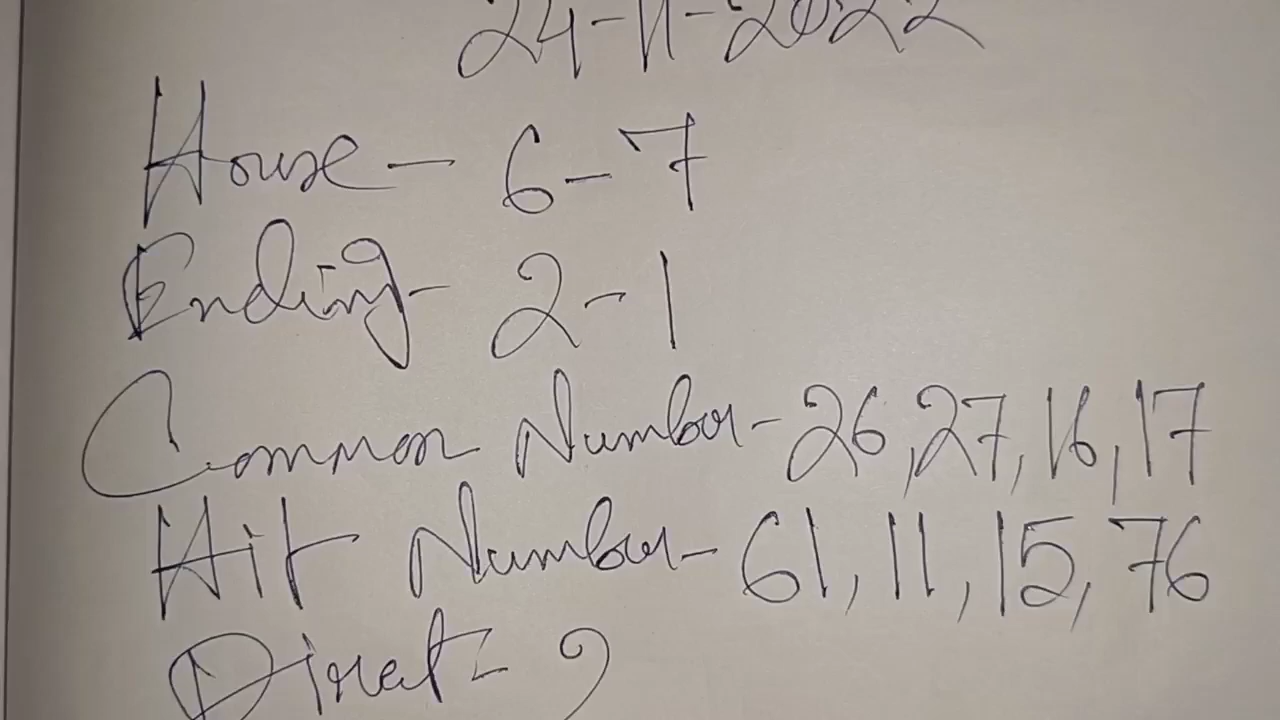 24-11-2022
House - 6-7
Ending - 2-1
Common Number - 26, 27, 16, 17
Hit Number - 61, 11, 15, 76
Direct -